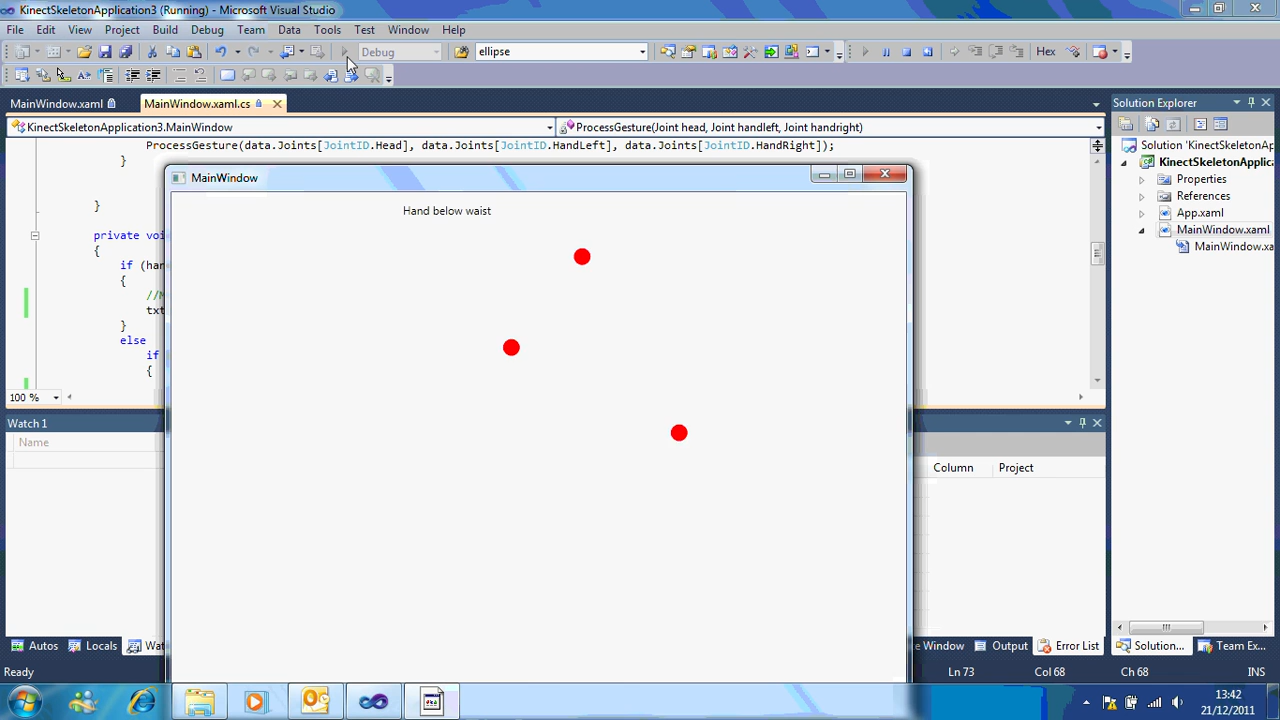 KinectSkeletonApplication3 (Running) - Microsoft Visual Studio
File Edit View Project Build Debug Team Data Tools Test Window Help
Debug ellipse Hex
MainWindow.xaml MainWindow.xaml.cs Solution Explorer
KinectSkeletonApplication3.MainWindow ProcessGesture(Joint head, Joint handleft, Joint handright)
ProcessGesture(data.Joints[JointID.Head], data.Joints[JointID.HandLeft], data.Joints[JointID.HandRight]);
}
}
private voi
{
if (han
{
txt
}
else
if
{
100 %
MainWindow
Hand below waist
Solution 'KinectSkeletonAp
KinectSkeletonApplica
Properties
References
App.xaml
MainWindow.xaml
MainWindow.xa
Watch 1
Name
Column Project
Autos Locals Wat
e Window Output Error List Solution... Team Ex...
Ready Ln 73 Col 68 Ch 68 INS
13:42
21/12/2011